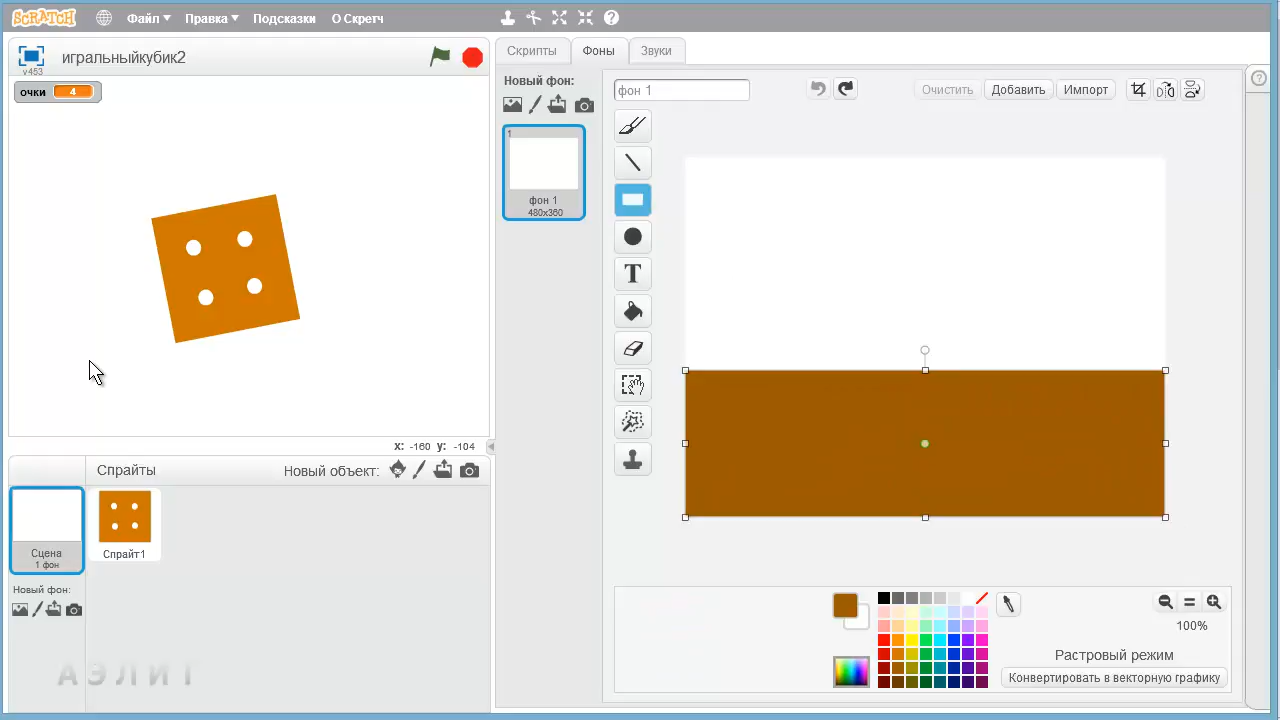 SCRATCH Файл Правка Подсказки О Скретч
v453 игральныйкубик2
очки 4
x: -160 y: -104
Скрипты Фоны Звуки
Новый фон:
1
фон 1
480x360
фон 1
Очистить Добавить Импорт
T
Спрайты Новый объект:
Сцена
1 фон
Спрайт1
Новый фон:
100%
Растровый режим
Конвертировать в векторную графику